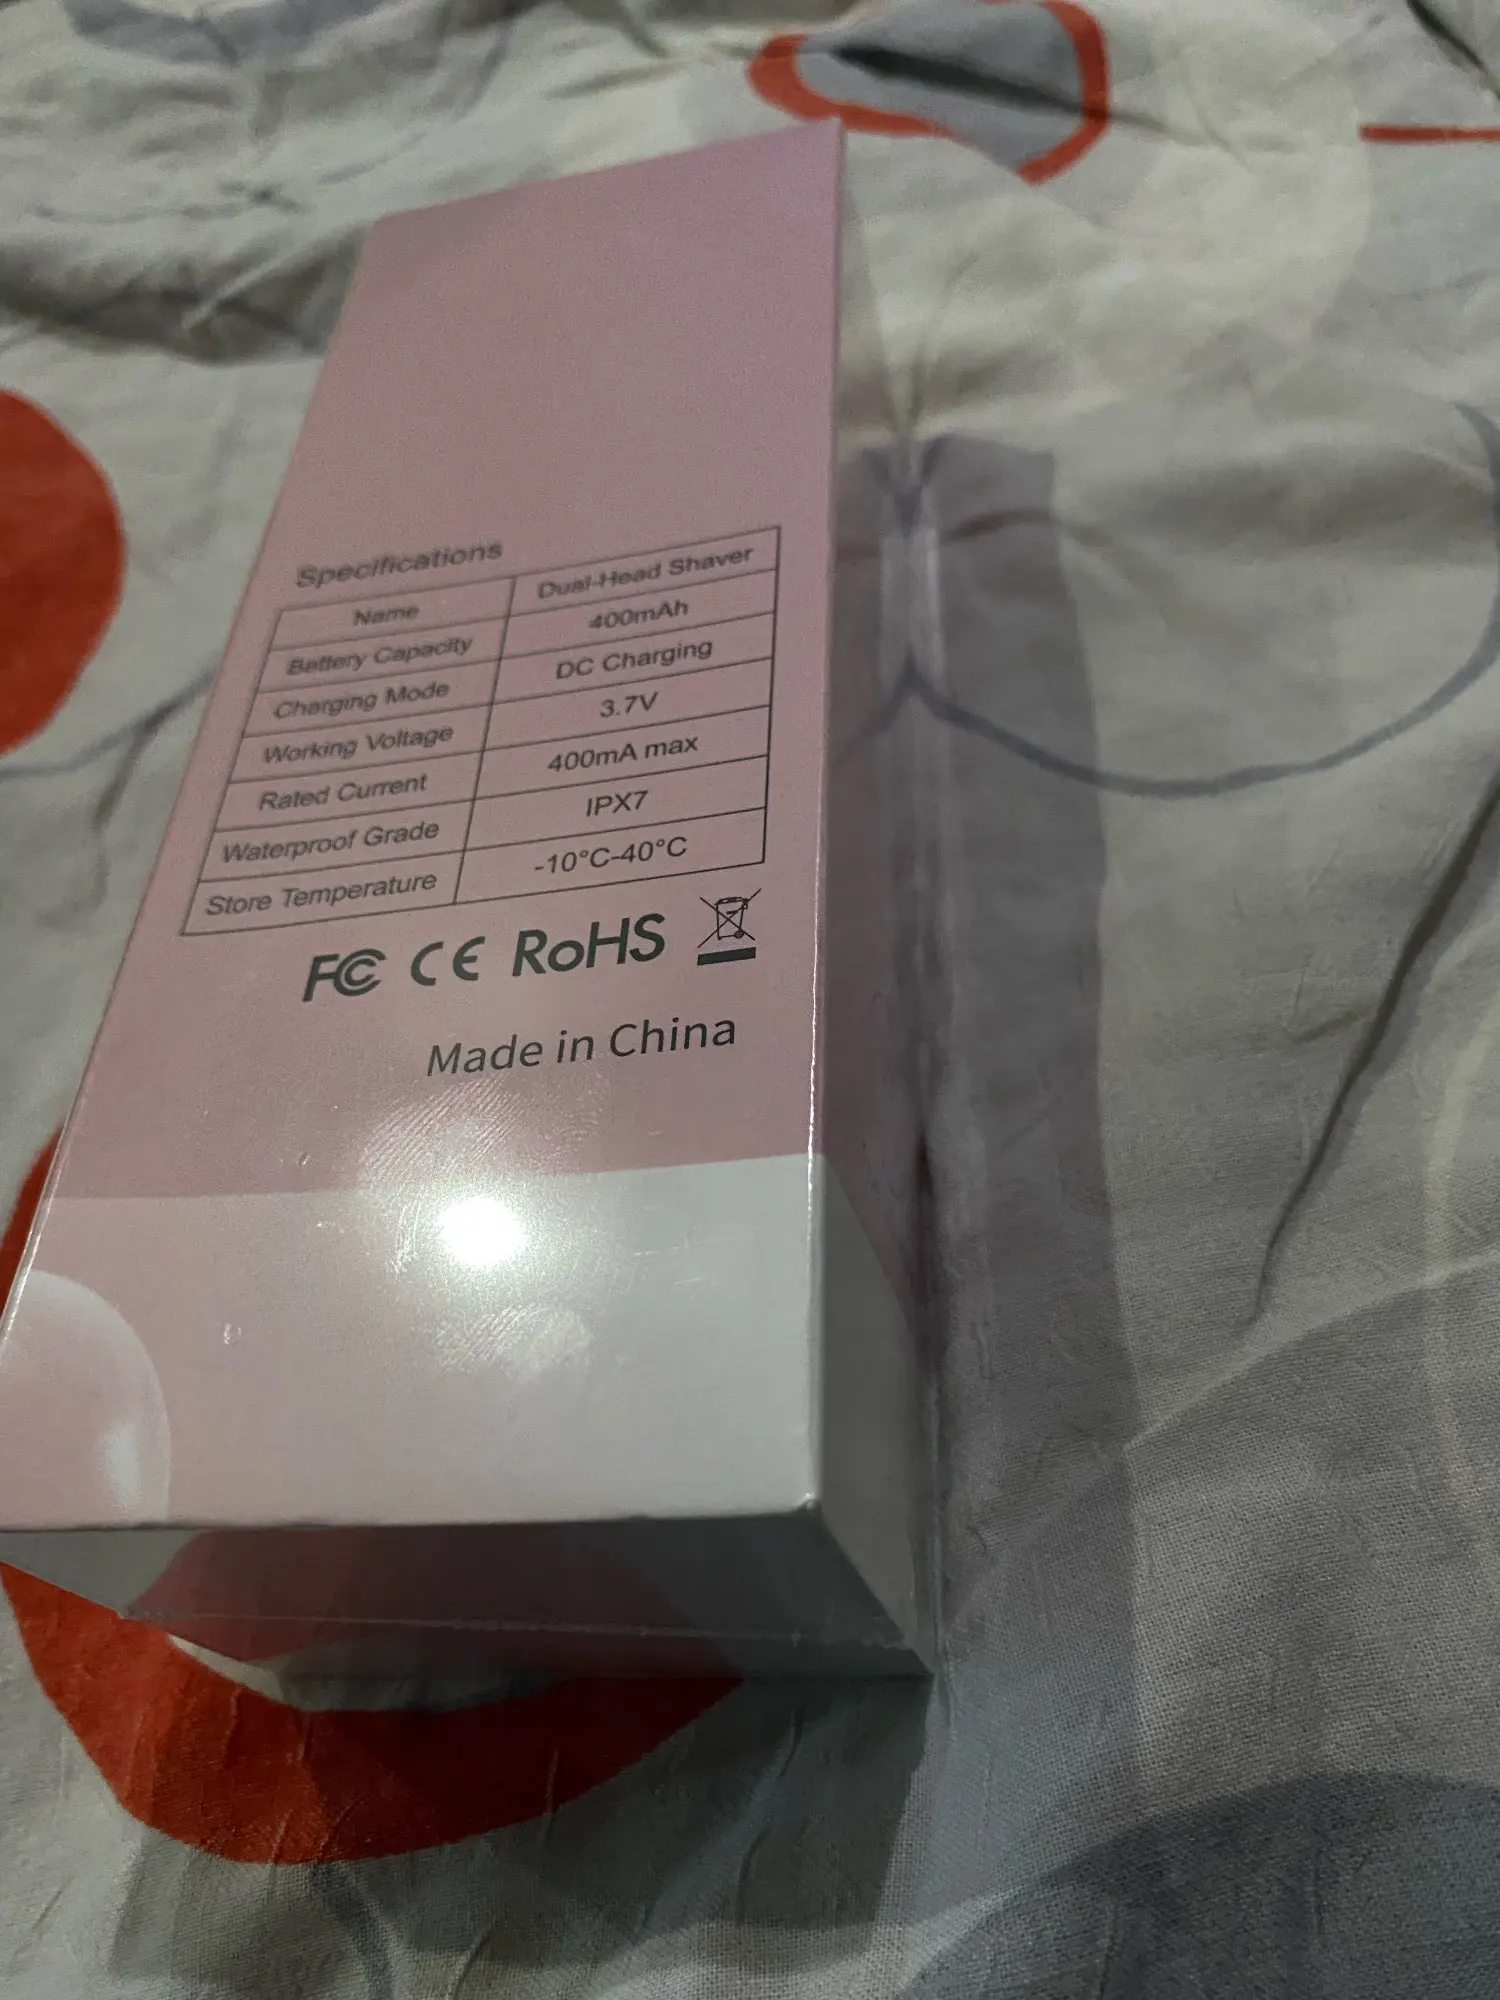 Specifications
Name Dual-Head Shaver
Battery Capacity 400mAh
Charging Mode DC Charging
Working Voltage 3.7V
Rated Current 400mA max
Waterproof Grade IPX7
Store Temperature -10°C-40°C
FC CE RoHS
Made in China